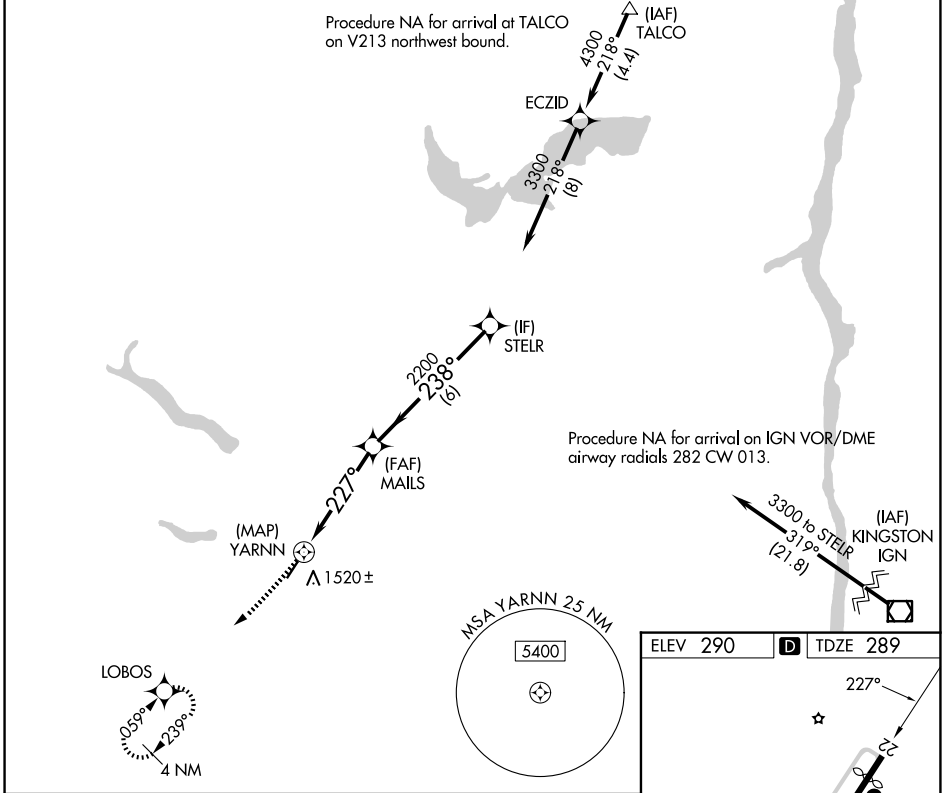 Procedure NA for arrival at TALCO
on V213 northwest bound.
(IAF)
TALCO
4300
218°
(4.4)
ECZID
3300
218°
(8)
(IF)
STELR
2200
238°
(6)
(FAF)
MAILS
227°
(MAP)
YARNN
1520 ±
Procedure NA for arrival on IGN VOR/DME
airway radials 282 CW 013.
3300 to STELR
319°
(21.8)
(IAF)
KINGSTON
IGN
MSA YARNN 25 NM
5400
LOBOS
059°
239°
4 NM
ELEV 290 D TDZE 289
227°
22